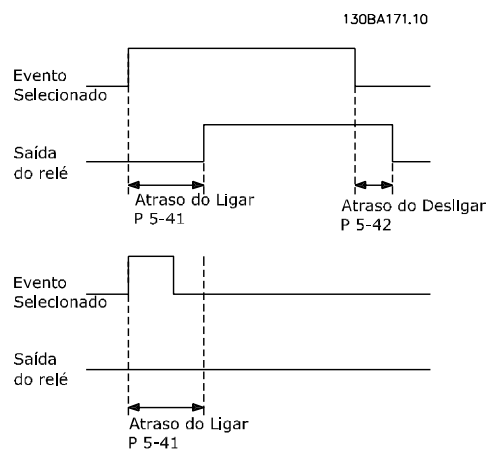 130BA171.10
Evento
Selecionado
Saída
do relé
Atraso do Ligar
P 5-41
Atraso do Desligar
P 5-42
Evento
Selecionado
Saída
do relé
Atraso do Ligar
P 5-41